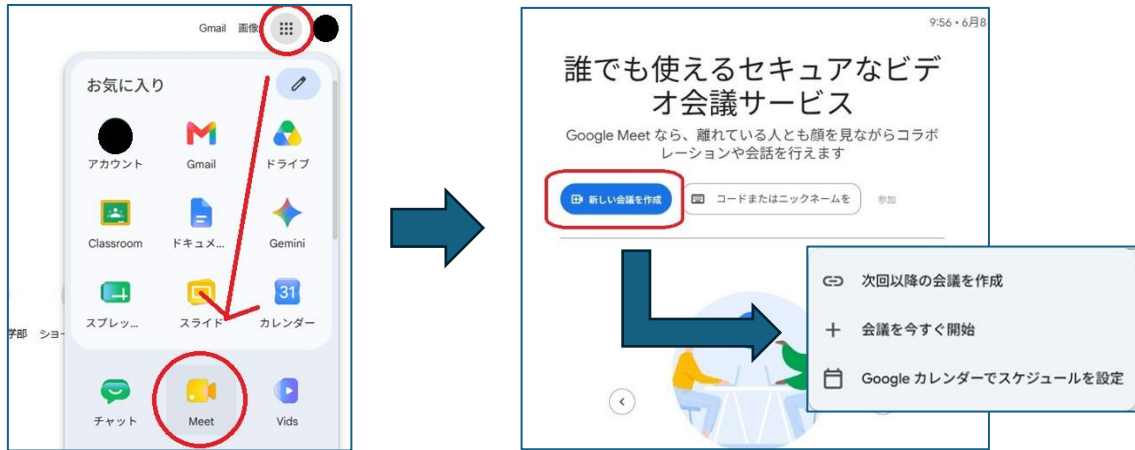 Gmail 画像
お気に入り
アカウント
Gmail
ドライブ
Classroom
ドキュメ...
Gemini
スプレッ...
スライド
31
カレンダー
学部 ショー
チャット
Meet
Vids
9:56・6月8
誰でも使えるセキュアなビデ
オ会議サービス
Google Meet なら、離れている人とも顔を見ながらコラボ
レーションや会話を行えます
新しい会議を作成
コードまたはニックネームを
参加
次回以降の会議を作成
会議を今すぐ開始
Google カレンダーでスケジュールを設定